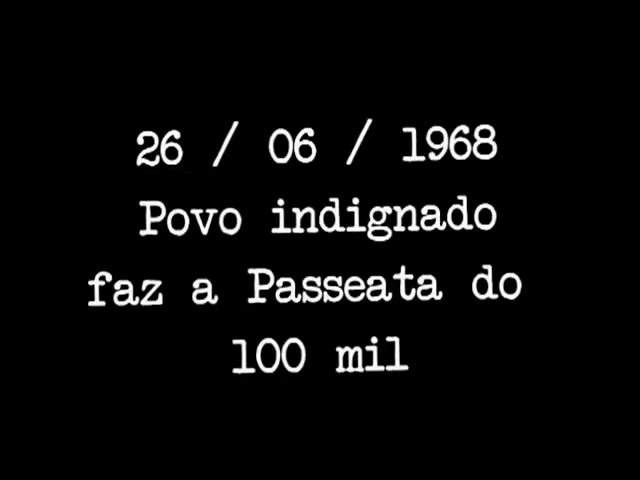 26 / 06 / 1968
Povo indignado
faz a Passeata do
100 mil